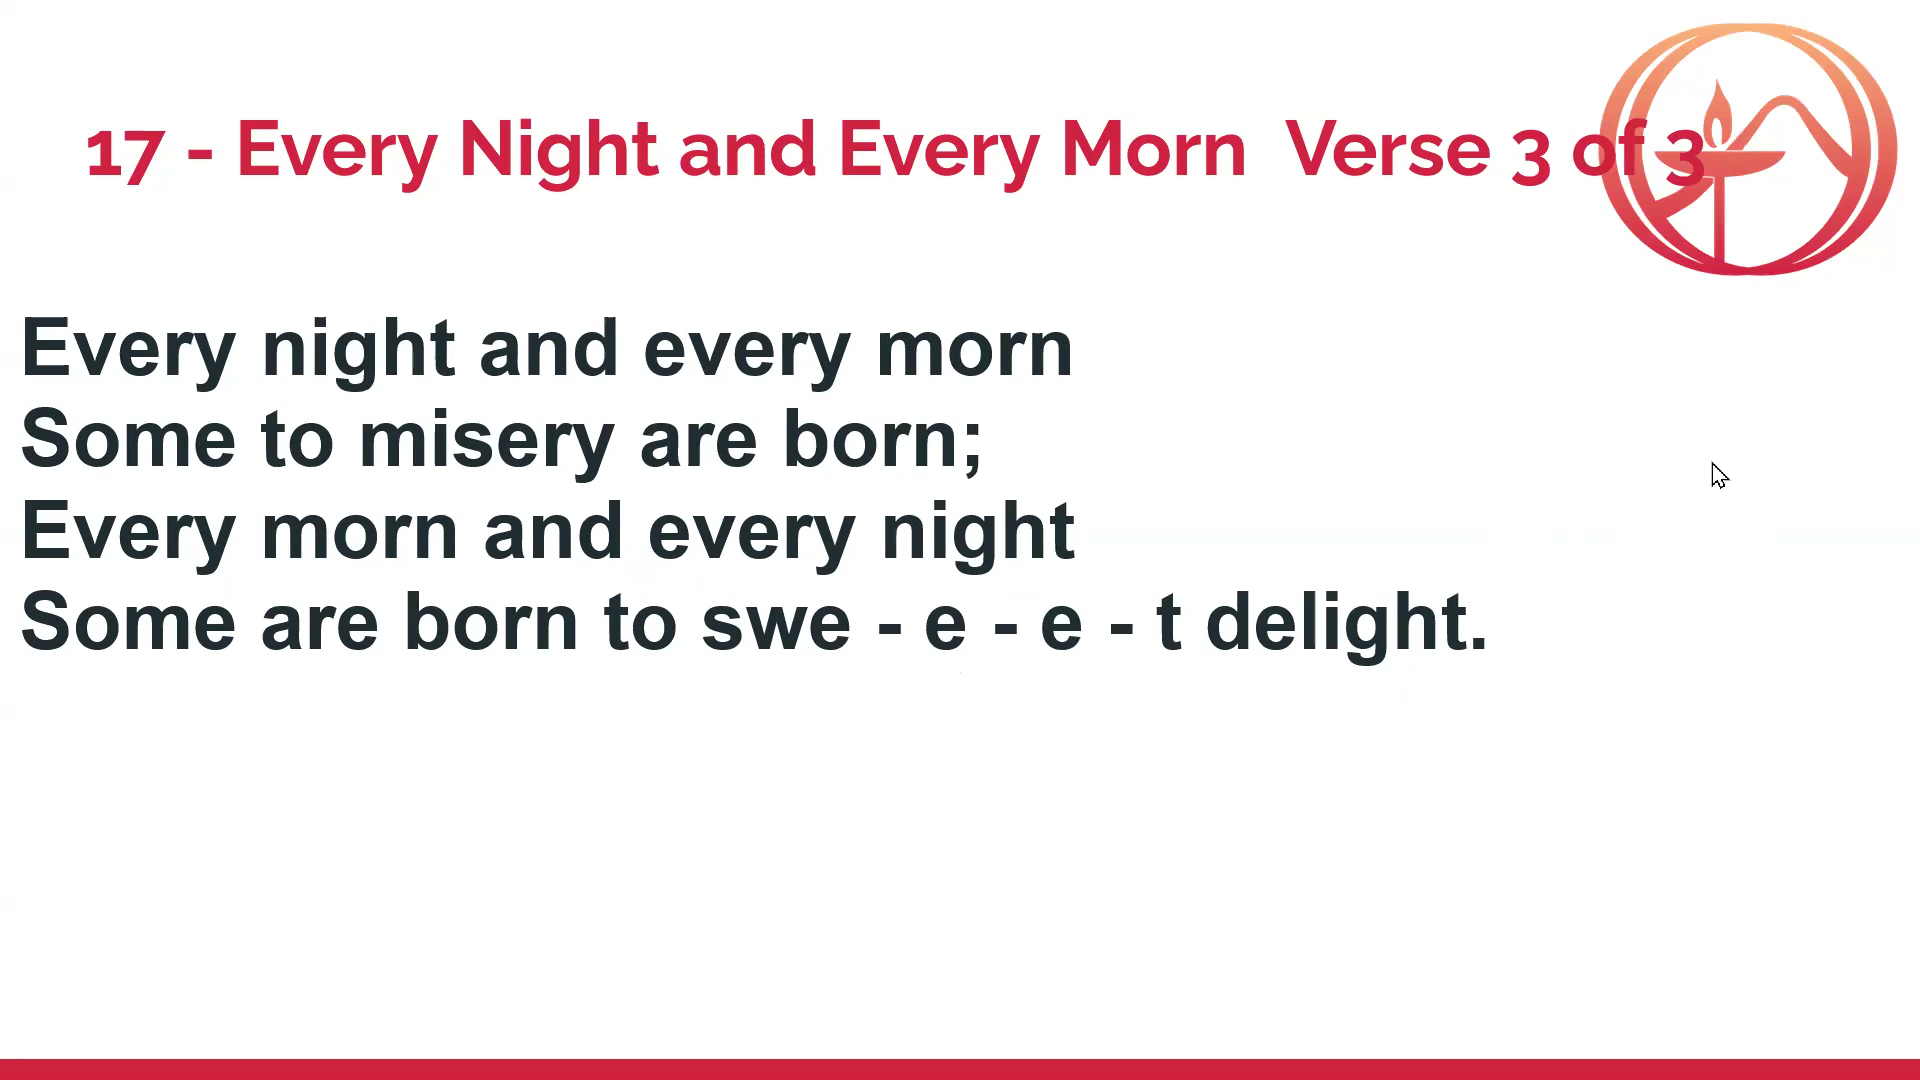 17 - Every Night and Every Morn  Verse 3 of 3
Every night and every morn
Some to misery are born;
Every morn and every night
Some are born to swe - e - e - t delight.